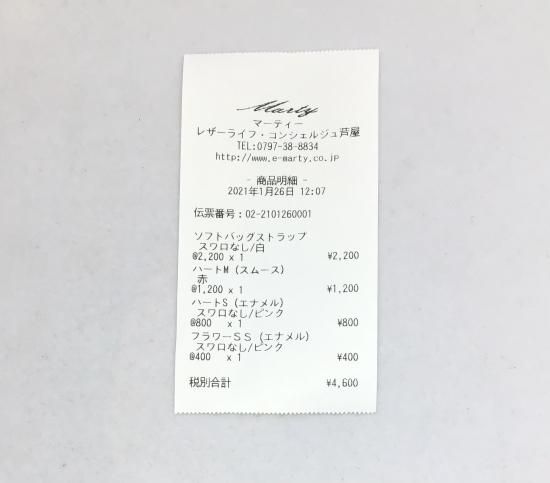 Marty
マーティー
レザーライフ・コンシェルジュ芦屋
TEL:0797-38-8834
http://www.e-marty.co.jp
- 商品明細 -
2021年1月26日 12:07
伝票番号：02-2101260001
ソフトバッグストラップ
スワロなし/白
@2,200 x 1 ¥2,200
ハートM（スムース）
赤
@1,200 x 1 ¥1,200
ハートS（エナメル）
スワロなし/ピンク
@800 x 1 ¥800
フラワーＳＳ（エナメル）
スワロなし/ピンク
@400 x 1 ¥400
税別合計 ¥4,600